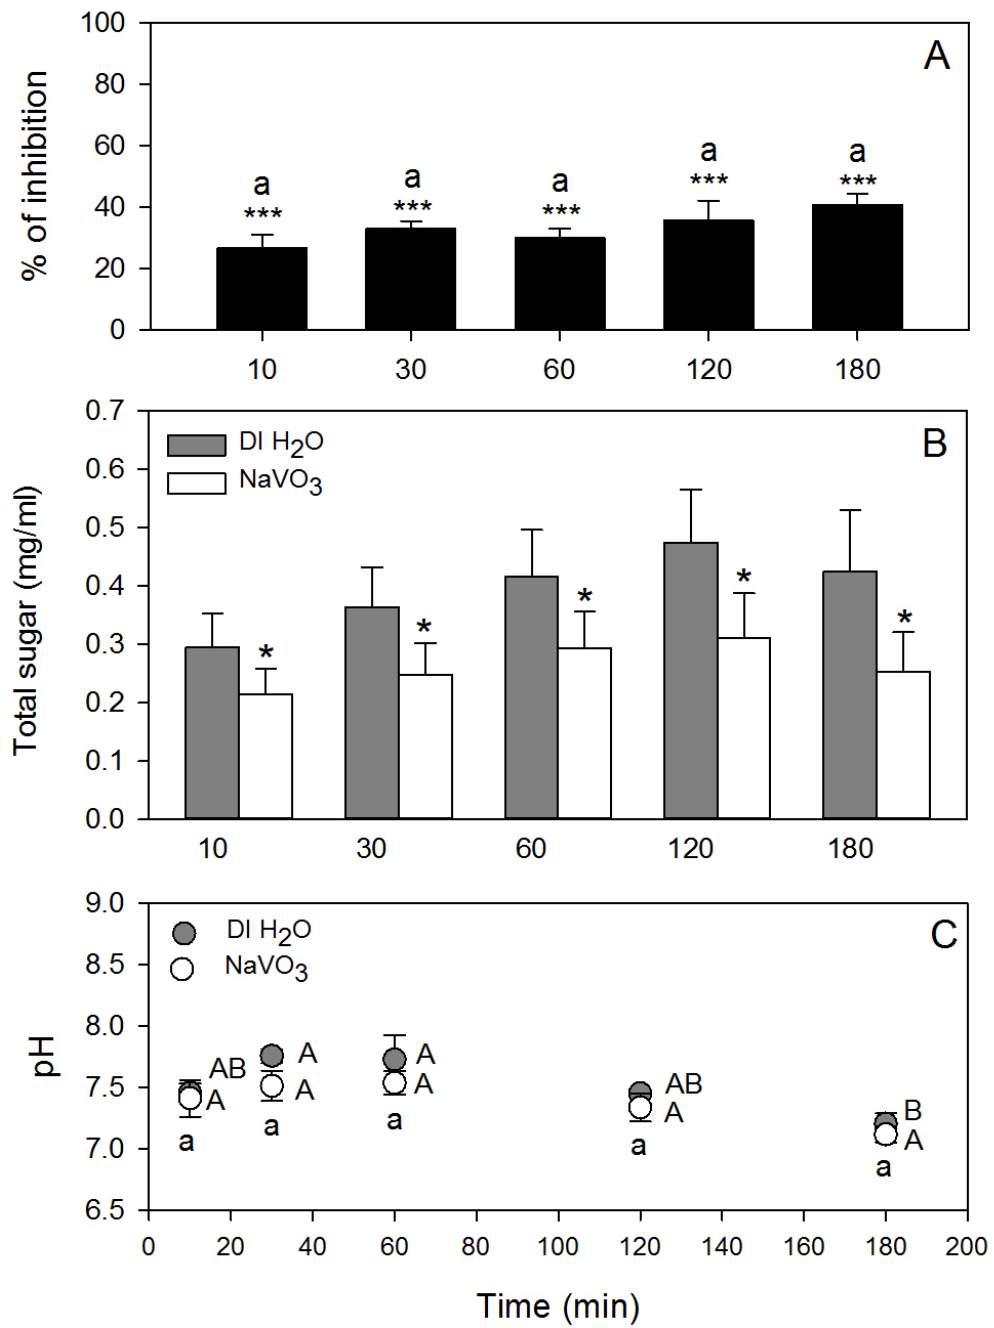 100
80
60
40
20
0
% of inhibition
A
a a a a a
*** *** *** *** ***
10 30 60 120 180
0.7
0.6
0.5
0.4
0.3
0.2
0.1
0.0
Total sugar (mg/ml)
DI H2O
NaVO3
B
* * * * *
10 30 60 120 180
9.0
8.5
8.0
7.5
7.0
6.5
pH
DI H2O
NaVO3
C
AB A A AB B
A A A A A
a a a a a
0 20 40 60 80 100 120 140 160 180 200
Time (min)